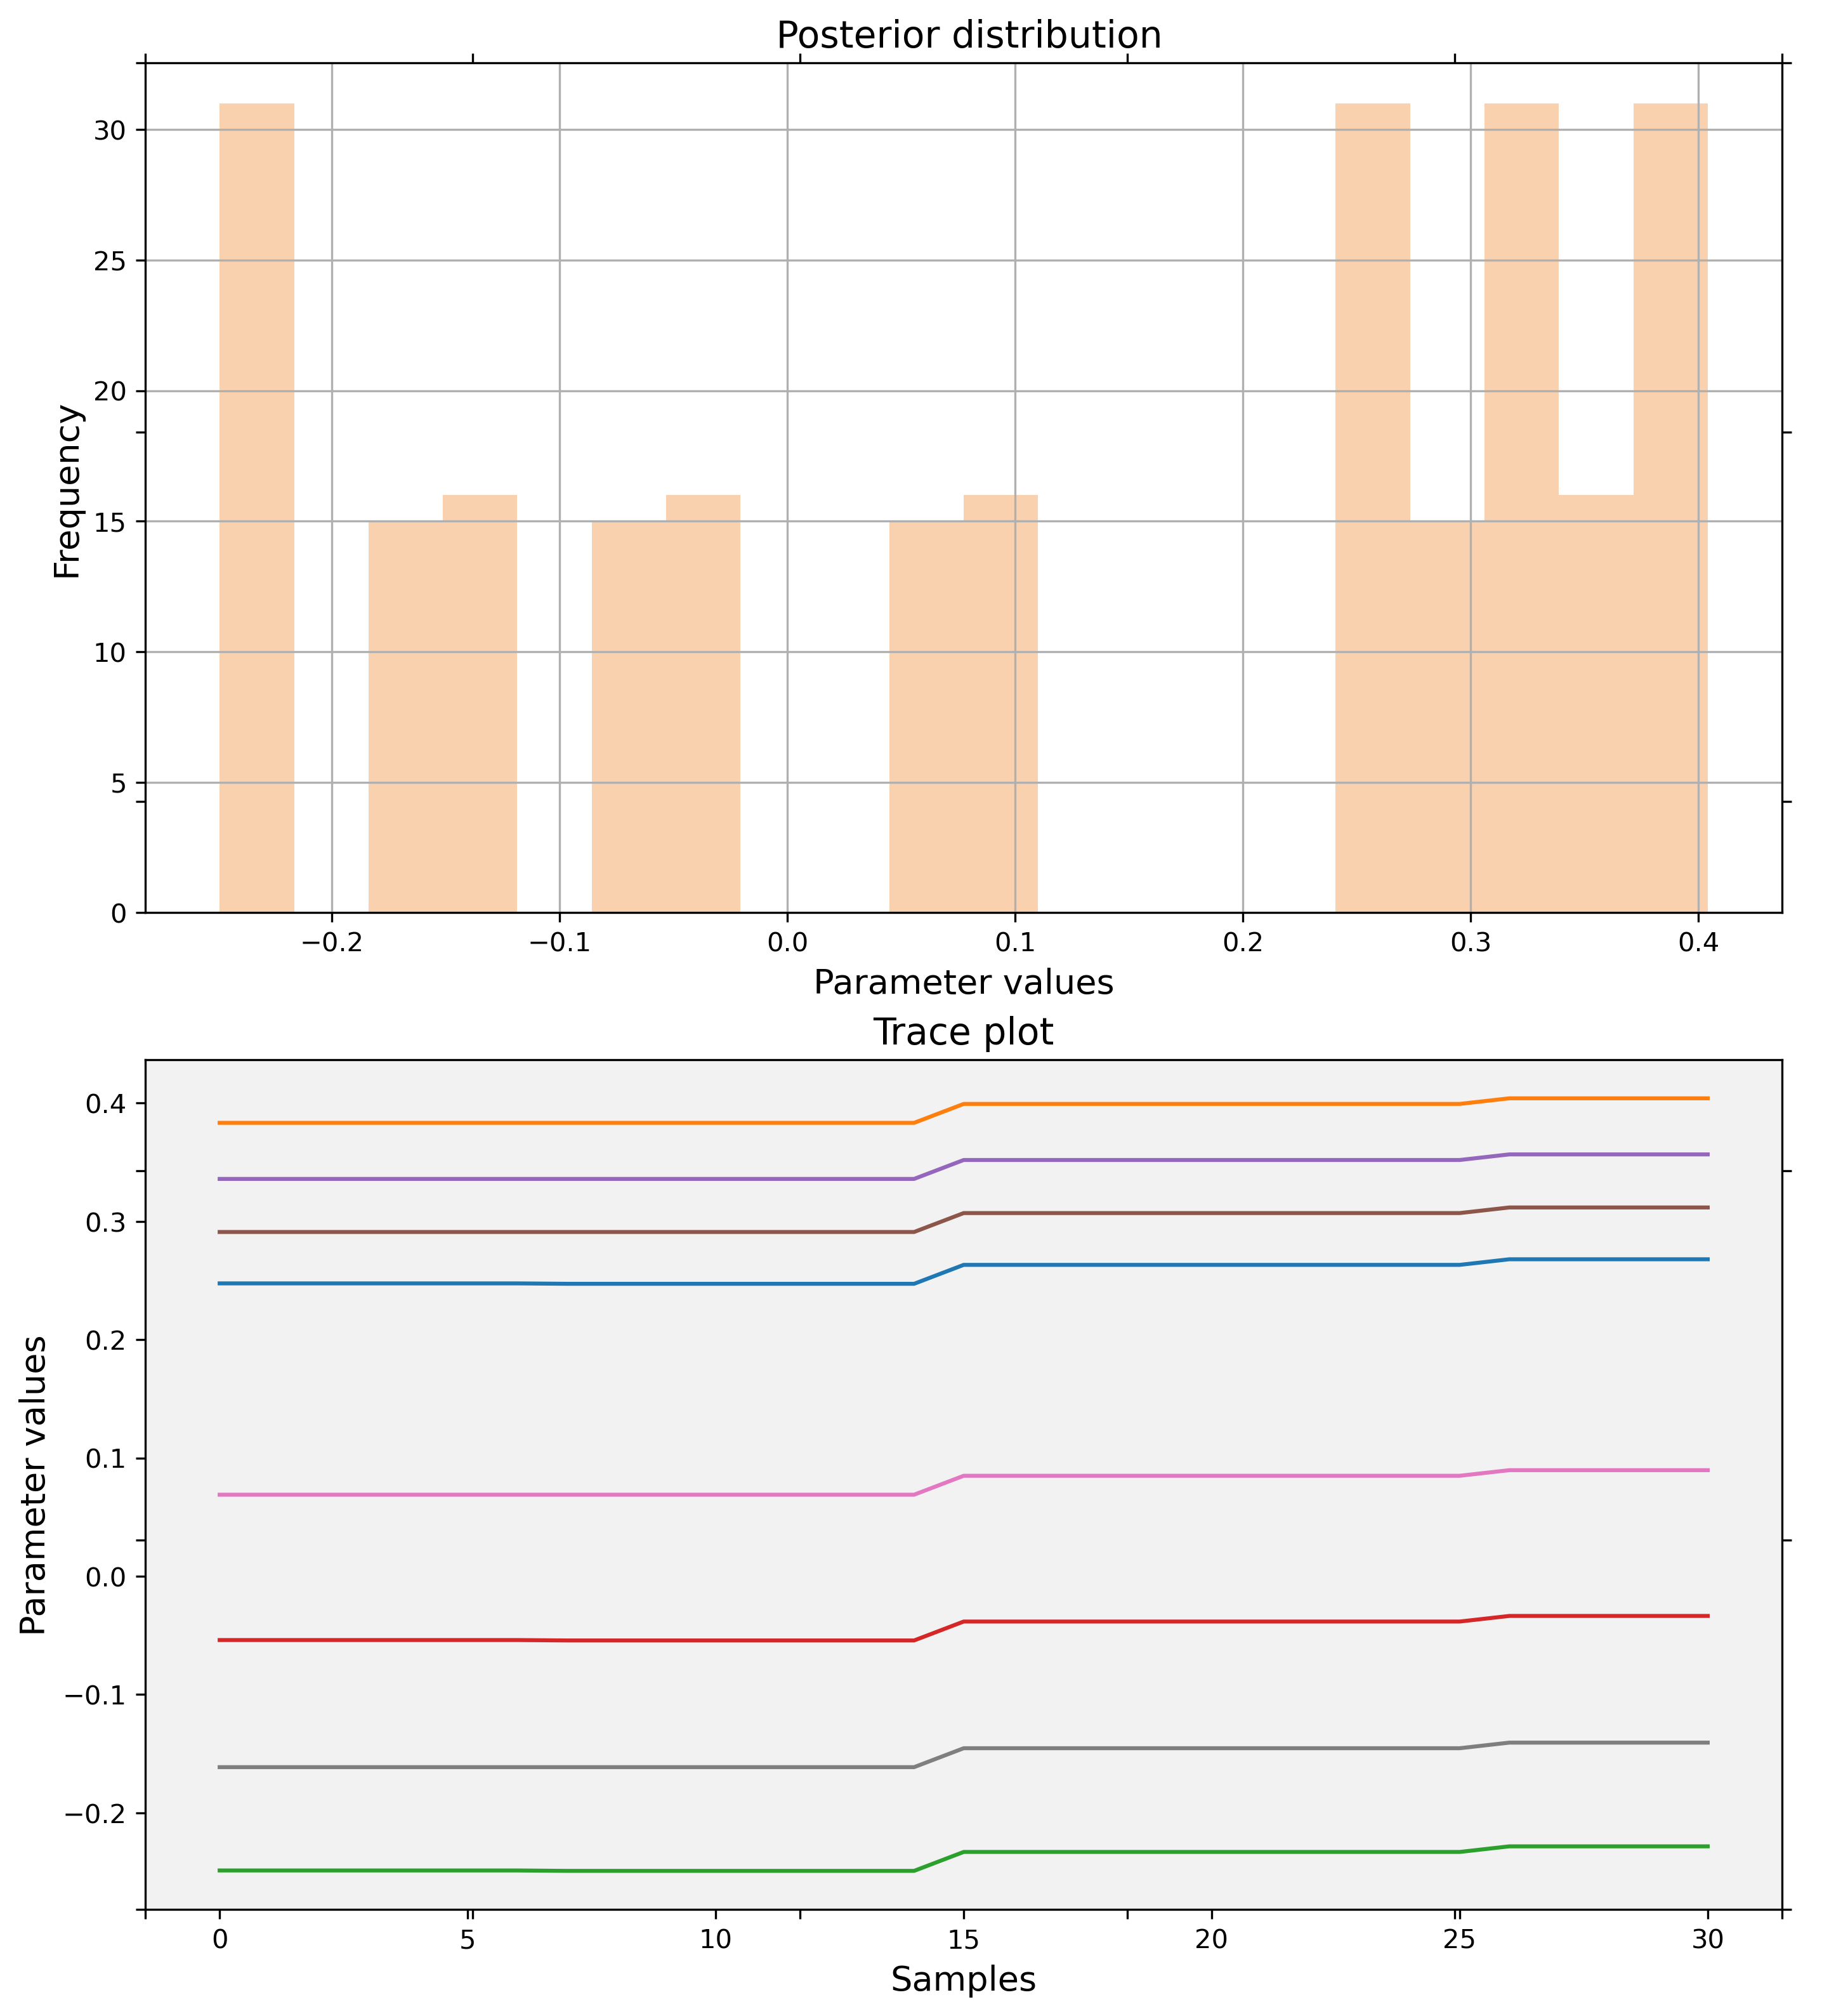 Posterior distribution
Frequency
30
25
20
15
10
5
0
−0.2 −0.1 0.0 0.1 0.2 0.3 0.4
Parameter values
Trace plot
Parameter values
0.4
0.3
0.2
0.1
0.0
−0.1
−0.2
0 5 10 15 20 25 30
Samples